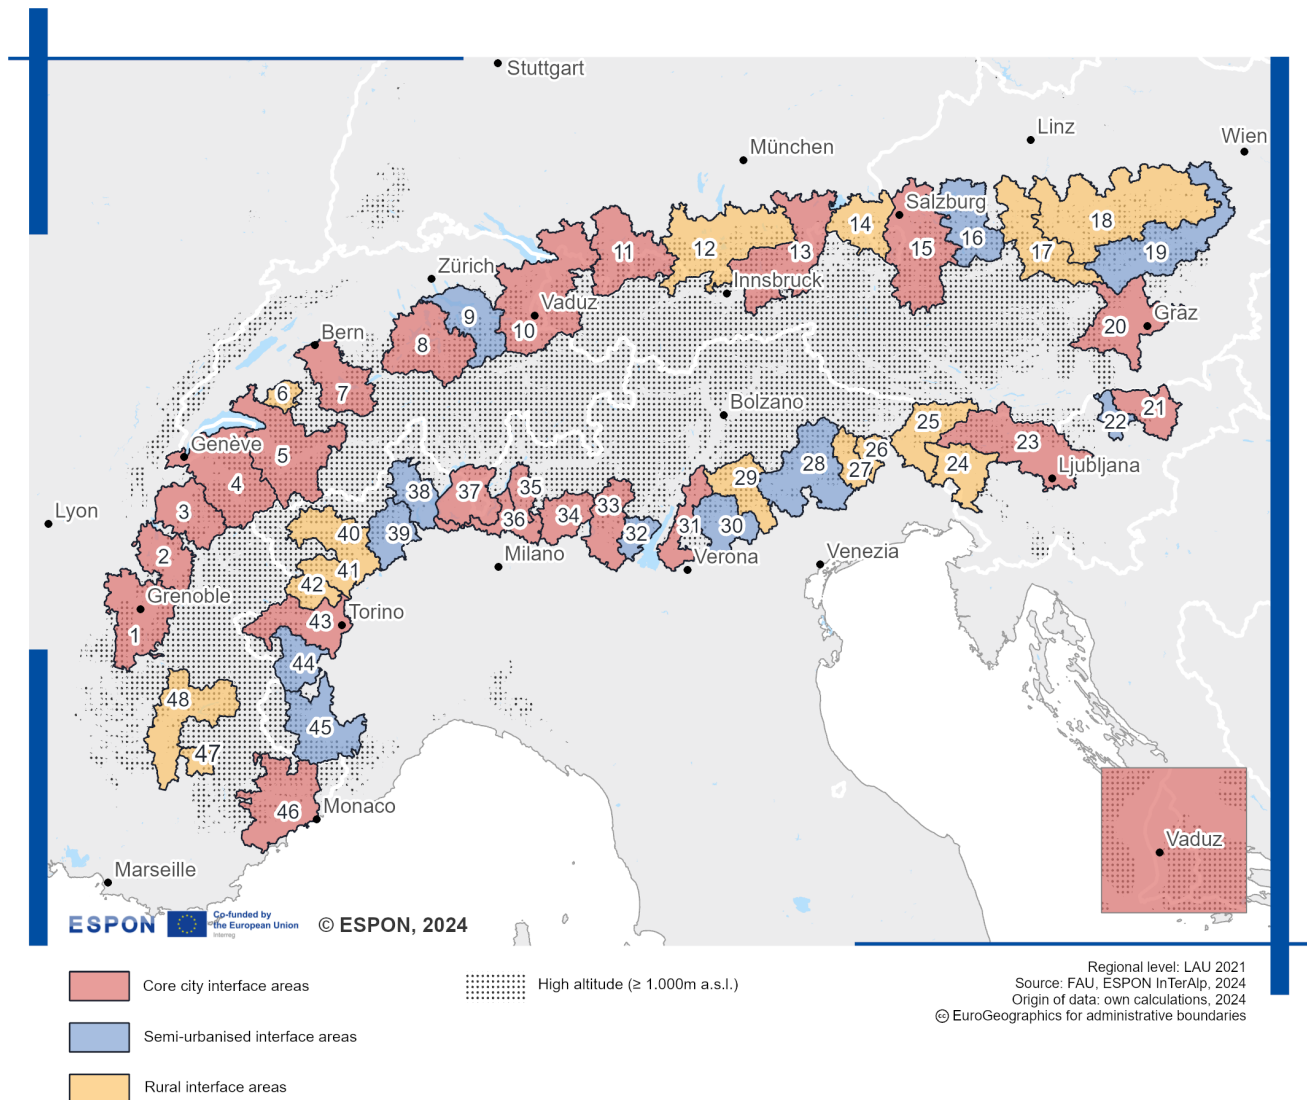 Stuttgart
Linz
Wien
München
Salzburg
18
14
11
12
16
15
17
13
19
Zürich
Innsbruck
Vaduz
9
Graz
Bern
10
20
8
6
7
Bolzano
21
25
22
Genève
26
23
5
28
24
27
Ljubljana
4
29
38
37
35
Lyon
3
33
34
36
31
30
32
40
39
2
Milano
Verona
Venezia
41
42
Grenoble
43
Torino
1
44
48
45
47
46
Monaco
Vaduz
Marseille
ESPON
Co-funded by
the European Union
Interreg
© ESPON, 2024
Regional level: LAU 2021
Source: FAU, ESPON InTerAlp, 2024
Origin of data: own calculations, 2024
cc EuroGeographics for administrative boundaries
Core city interface areas
High altitude (≥ 1.000m a.s.l.)
Semi-urbanised interface areas
Rural interface areas